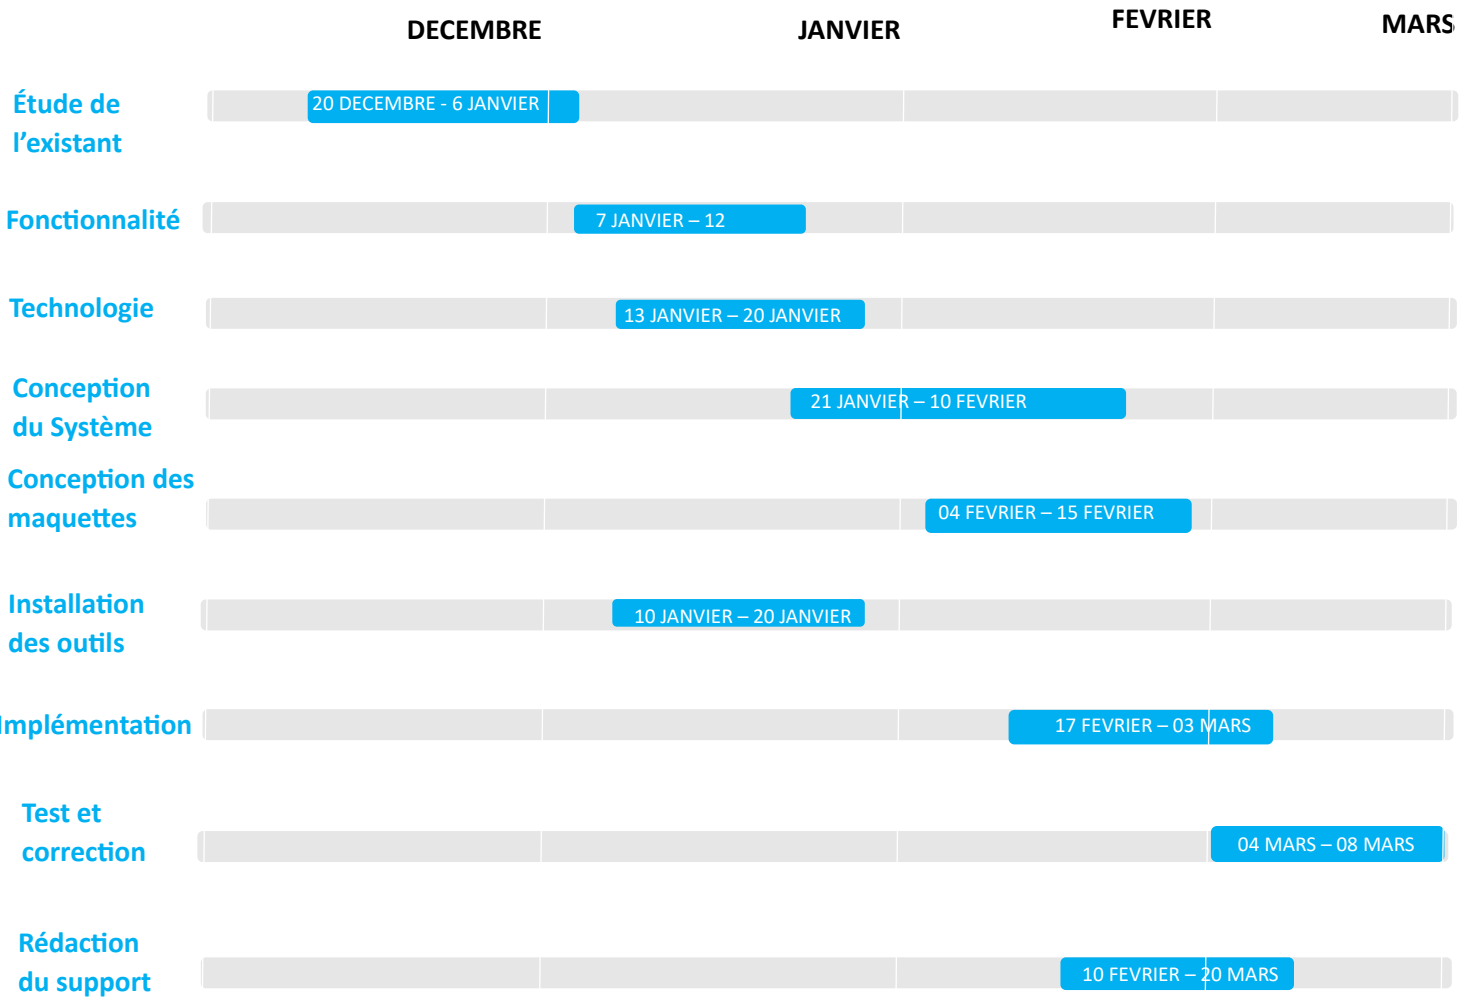 DECEMBRE JANVIER FEVRIER MARS
Étude de
l’existant
20 DECEMBRE - 6 JANVIER
Fonctionnalité
7 JANVIER – 12
Technologie
13 JANVIER – 20 JANVIER
Conception
du Système
21 JANVIER – 10 FEVRIER
Conception des
maquettes
04 FEVRIER – 15 FEVRIER
Installation
des outils
10 JANVIER – 20 JANVIER
Implémentation
17 FEVRIER – 03 MARS
Test et
correction
04 MARS – 08 MARS
Rédaction
du support
10 FEVRIER – 20 MARS